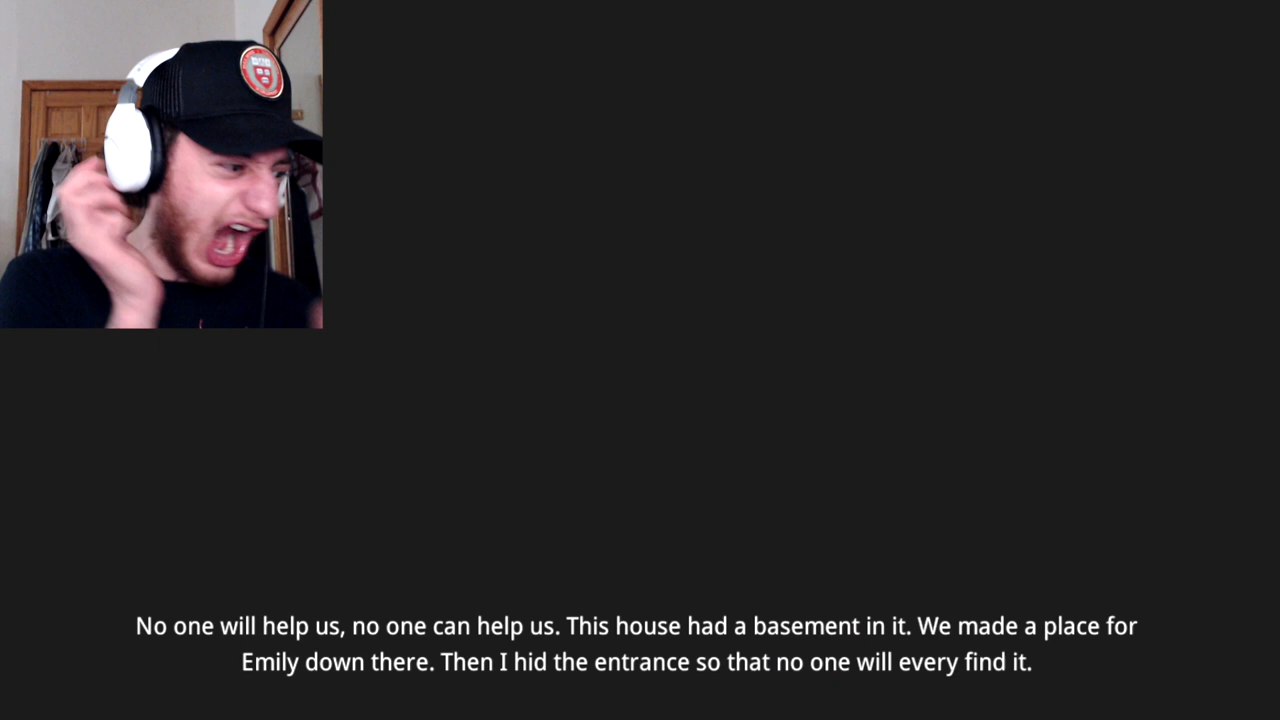 No one will help us, no one can help us. This house had a basement in it. We made a place for
Emily down there. Then I hid the entrance so that no one will every find it.